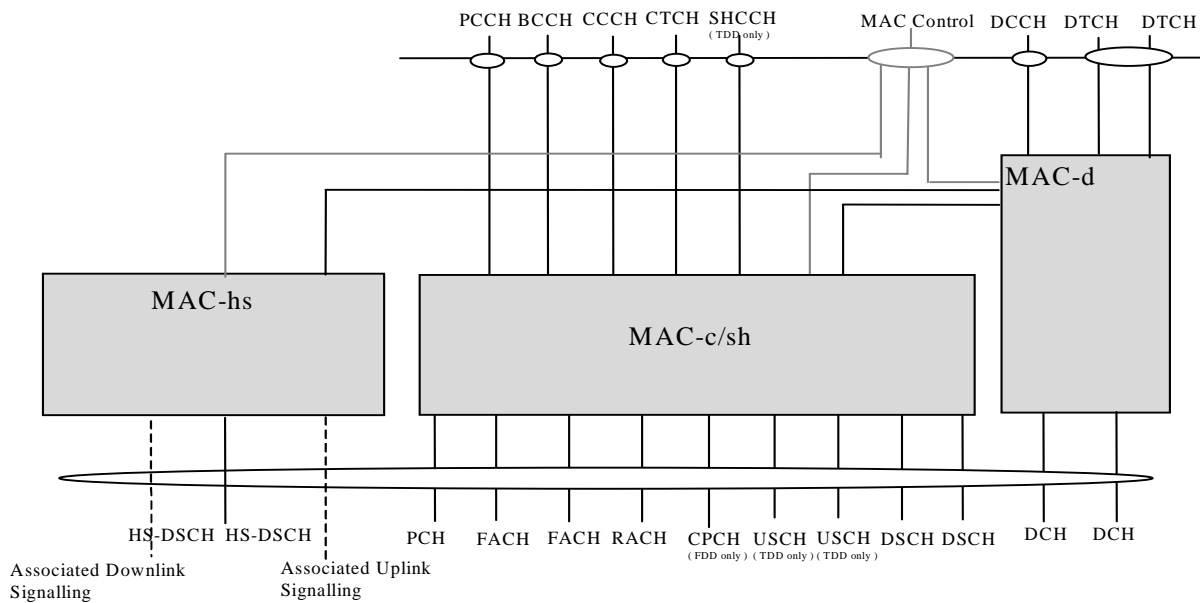 PCCH BCCH CCCH CTCH SHCCH MAC Control DCCH DTCH DTCH
( TDD only )
MAC-d
MAC-hs
MAC-c/sh
HS-DSCH HS-DSCH PCH FACH FACH RACH CPCH USCH USCH DSCH DSCH DCH DCH
( FDD only ) ( TDD only ) ( TDD only )
Associated Downlink
Signalling
Associated Uplink
Signalling